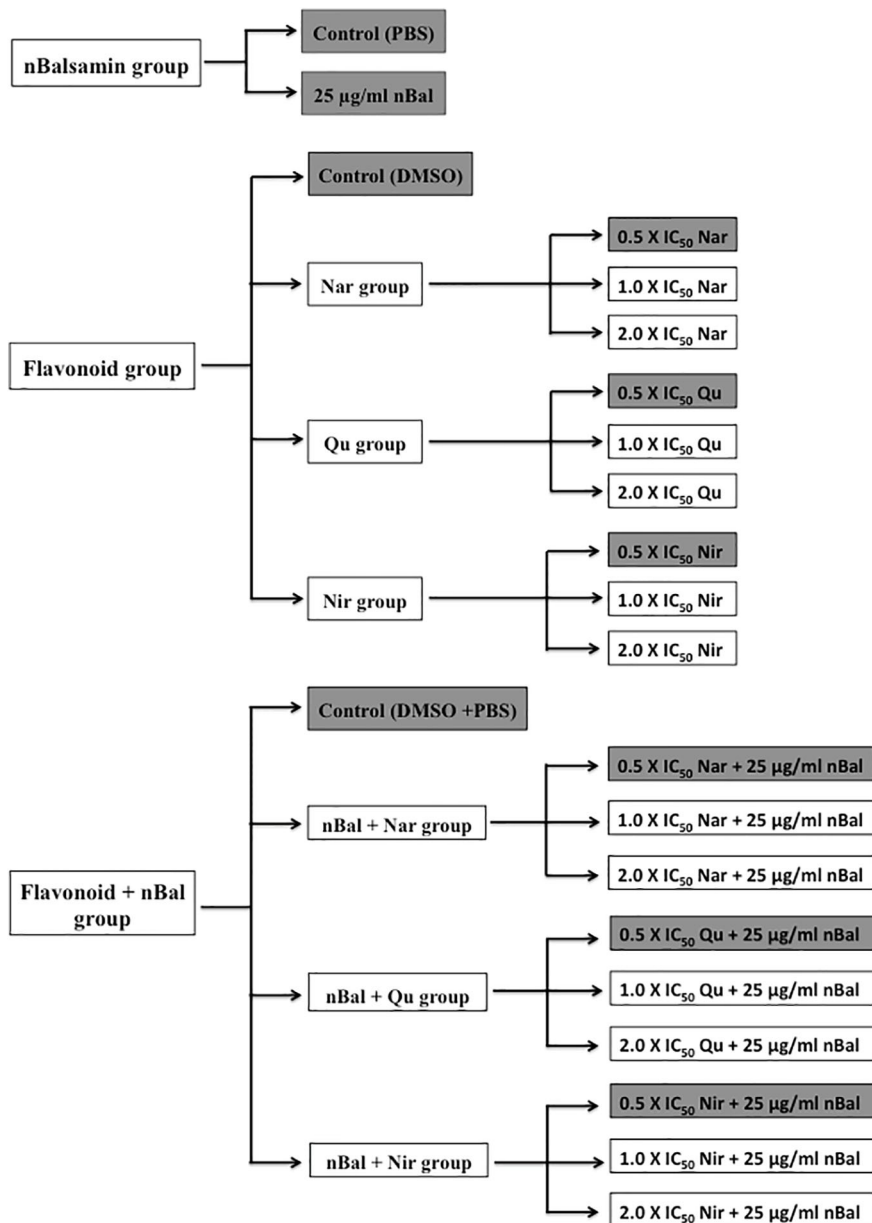 nBalsamin group
Control (PBS)
25 µg/ml nBal
Flavonoid group
Control (DMSO)
Nar group
0.5 X IC₅₀ Nar
1.0 X IC₅₀ Nar
2.0 X IC₅₀ Nar
Qu group
0.5 X IC₅₀ Qu
1.0 X IC₅₀ Qu
2.0 X IC₅₀ Qu
Nir group
0.5 X IC₅₀ Nir
1.0 X IC₅₀ Nir
2.0 X IC₅₀ Nir
Flavonoid + nBal
group
Control (DMSO +PBS)
nBal + Nar group
0.5 X IC₅₀ Nar + 25 µg/ml nBal
1.0 X IC₅₀ Nar + 25 µg/ml nBal
2.0 X IC₅₀ Nar + 25 µg/ml nBal
nBal + Qu group
0.5 X IC₅₀ Qu + 25 µg/ml nBal
1.0 X IC₅₀ Qu + 25 µg/ml nBal
2.0 X IC₅₀ Qu + 25 µg/ml nBal
nBal + Nir group
0.5 X IC₅₀ Nir + 25 µg/ml nBal
1.0 X IC₅₀ Nir + 25 µg/ml nBal
2.0 X IC₅₀ Nir + 25 µg/ml nBal